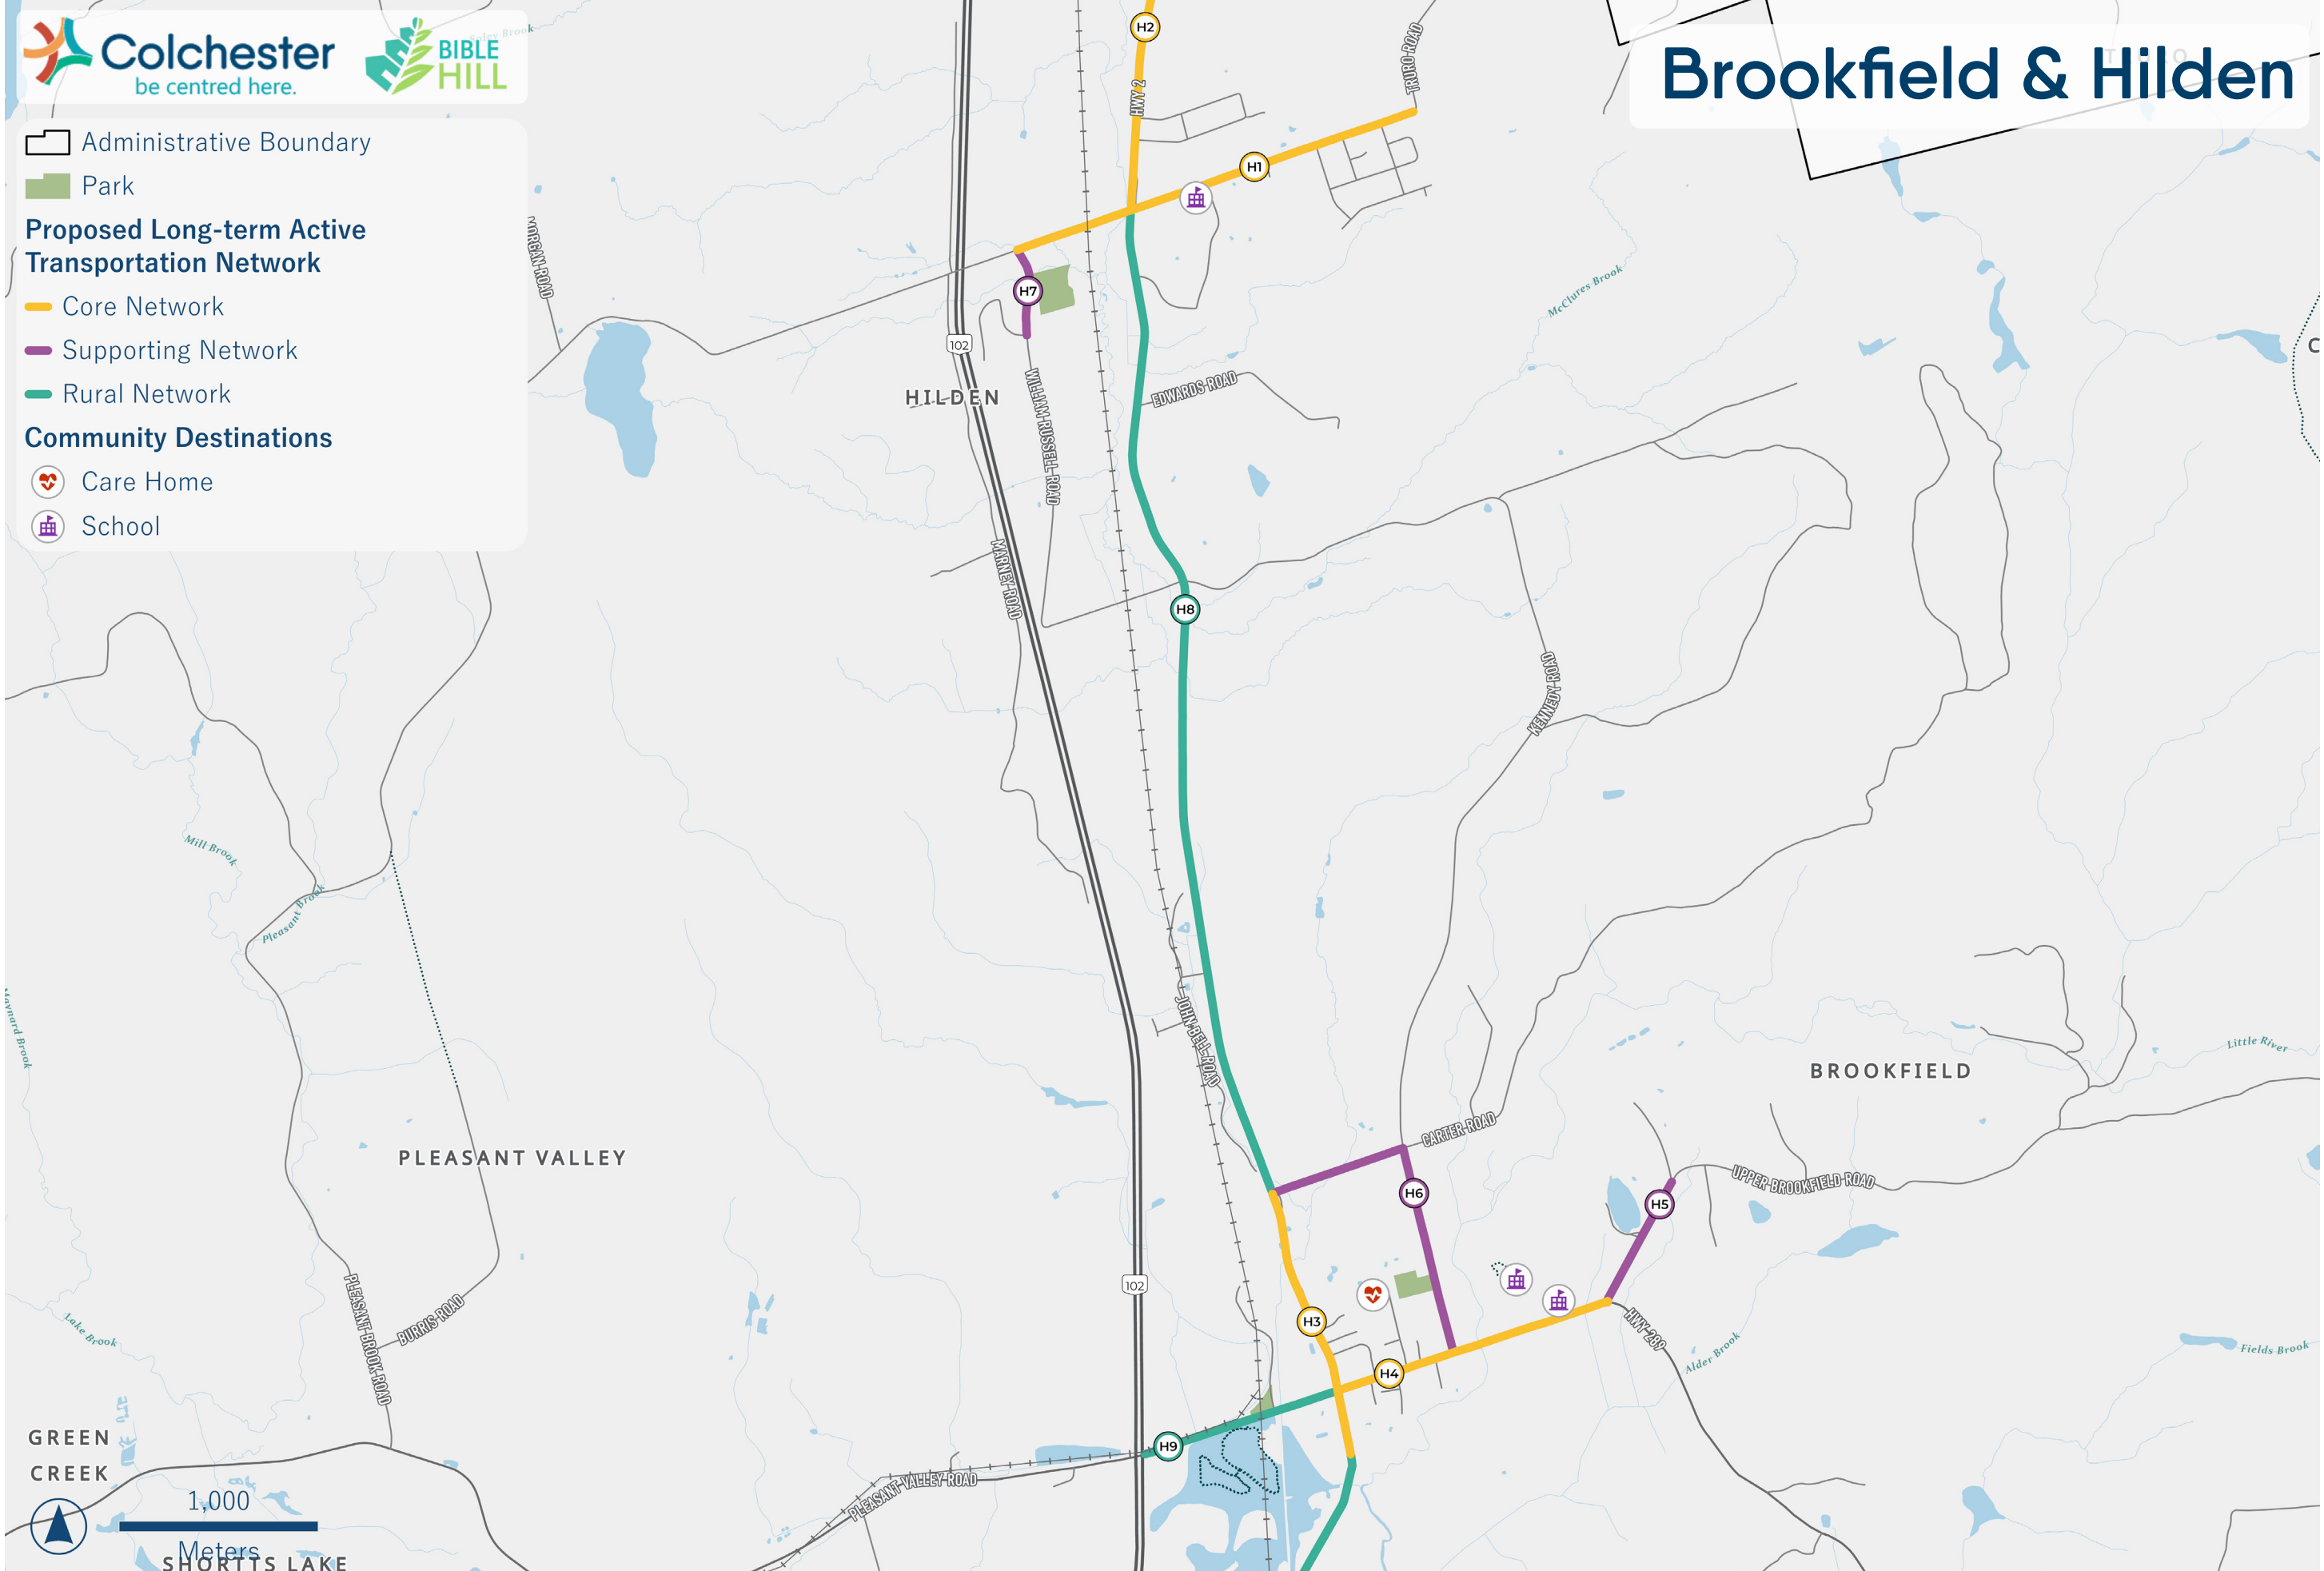 Colchester
be centred here.
BIBLE
HILL
Brookfield & Hilden
Administrative Boundary
Park
Proposed Long-term Active
Transportation Network
Core Network
Supporting Network
Rural Network
Community Destinations
Care Home
School
H2
HWY 2
TRURO ROAD
H1
MORGAN ROAD
H7
McClures Brook
102
HILDEN
WILLIAM RUSSELL ROAD
EDWARDS ROAD
MARNEY ROAD
H8
KENNEDY ROAD
Mill Brook
Pleasant Brook
Maynard Brook
JOHN BELL ROAD
Little River
BROOKFIELD
CARTER ROAD
PLEASANT VALLEY
UPPER BROOKFIELD ROAD
H6
H5
102
PLEASANT BROOK ROAD
BURRIS ROAD
Lake Brook
H3
HWY 289
Alder Brook
Fields Brook
H4
GREEN
CREEK
H9
PLEASANT VALLEY ROAD
1,000
Meters
SHORTTS LAKE